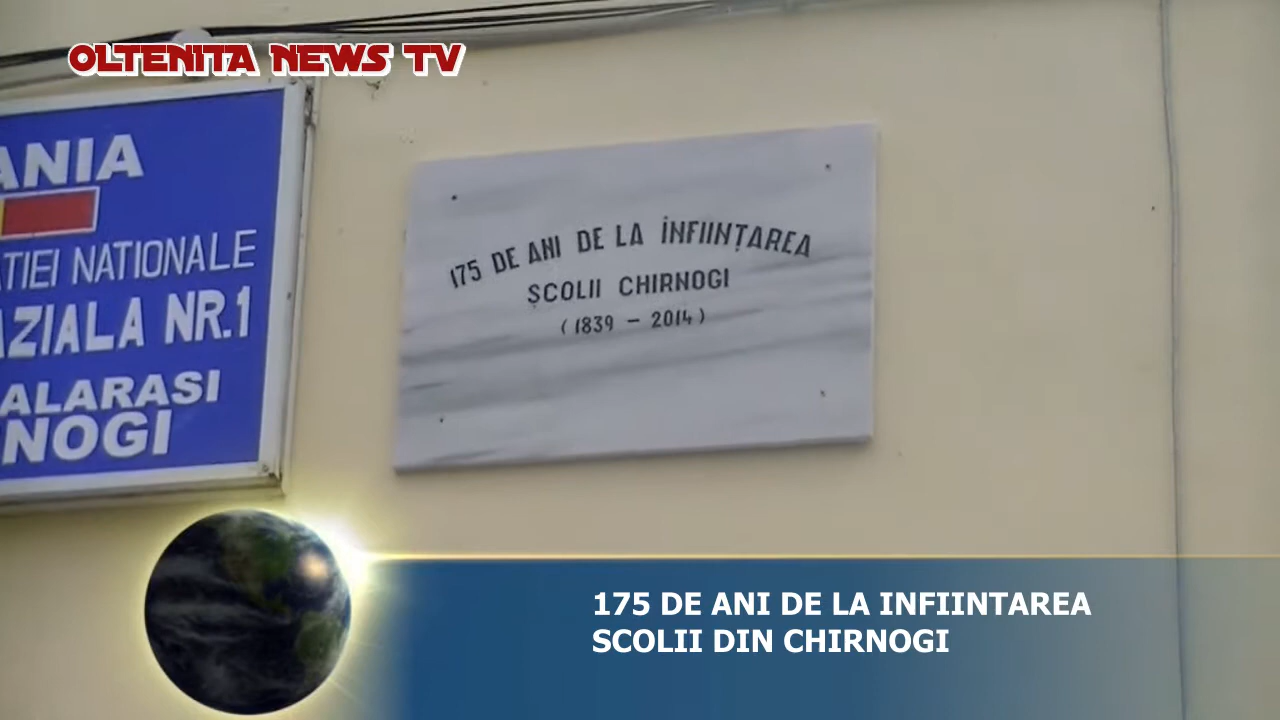 OLTENITA NEWS TV
ANIA
TIEI NATIONALE
AZIALA NR.1
ALARASI
NOGI
175 DE ANI DE LA ÎNFIINȚAREA
ȘCOLII CHIRNOGI
(1839 - 2014)
175 DE ANI DE LA INFIINTAREA
SCOLII DIN CHIRNOGI